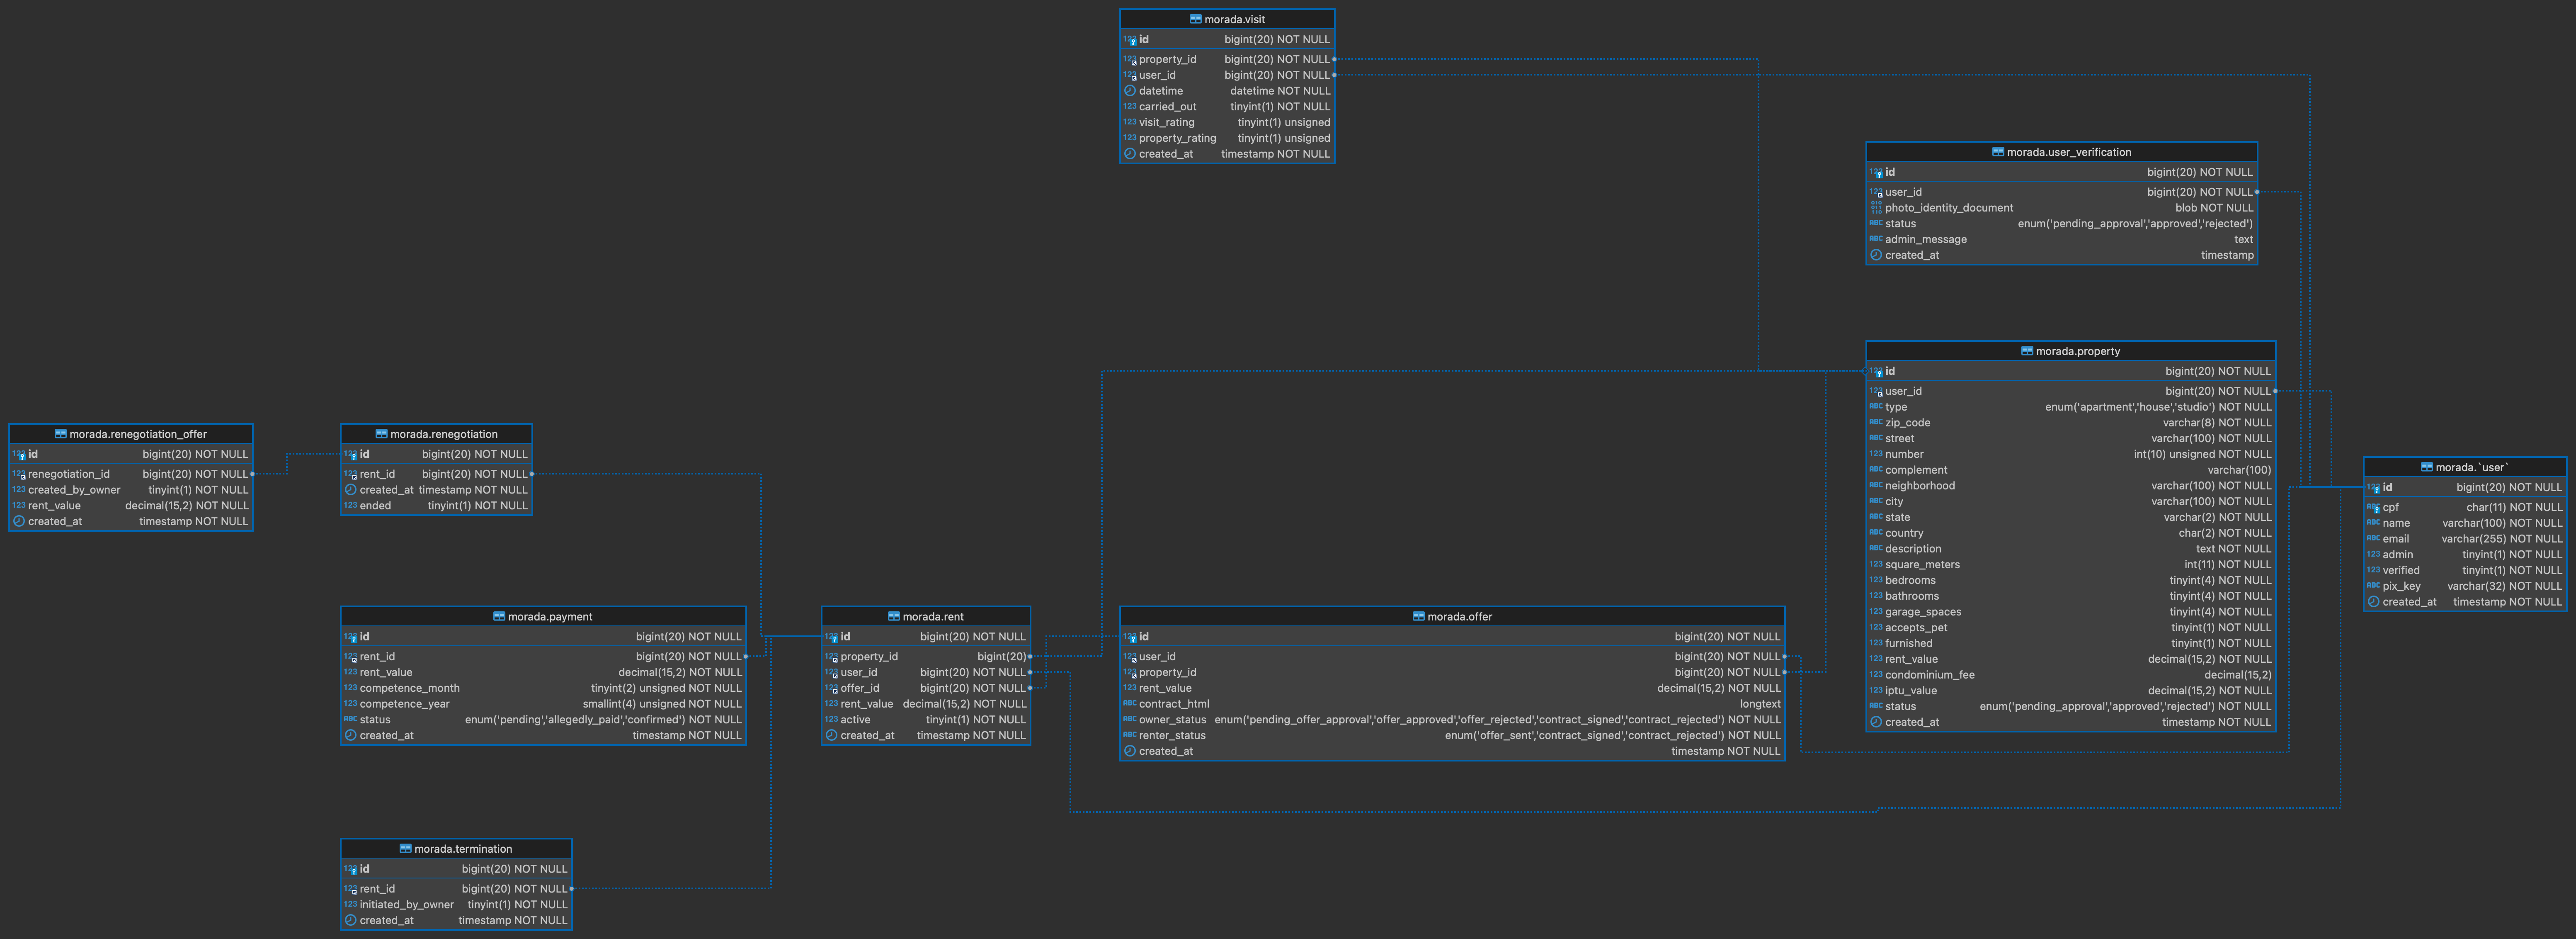 morada.visit
id bigint(20) NOT NULL
property_id bigint(20) NOT NULL
user_id bigint(20) NOT NULL
datetime datetime NOT NULL
carried_out tinyint(1) NOT NULL
visit_rating tinyint(1) unsigned
property_rating tinyint(1) unsigned
created_at timestamp NOT NULL
morada.user_verification
id bigint(20) NOT NULL
user_id bigint(20) NOT NULL
photo_identity_document blob NOT NULL
status enum('pending_approval','approved','rejected')
admin_message text
created_at timestamp
morada.property
id bigint(20) NOT NULL
user_id bigint(20) NOT NULL
type enum('apartment','house','studio') NOT NULL
zip_code varchar(8) NOT NULL
street varchar(100) NOT NULL
number int(10) unsigned NOT NULL
complement varchar(100)
neighborhood varchar(100) NOT NULL
city varchar(100) NOT NULL
state varchar(2) NOT NULL
country char(2) NOT NULL
description text NOT NULL
square_meters int(11) NOT NULL
bedrooms tinyint(4) NOT NULL
bathrooms tinyint(4) NOT NULL
garage_spaces tinyint(4) NOT NULL
accepts_pet tinyint(1) NOT NULL
furnished tinyint(1) NOT NULL
rent_value decimal(15,2) NOT NULL
condominium_fee decimal(15,2)
iptu_value decimal(15,2) NOT NULL
status enum('pending_approval','approved','rejected') NOT NULL
created_at timestamp NOT NULL
morada.renegotiation_offer
id bigint(20) NOT NULL
renegotiation_id bigint(20) NOT NULL
created_by_owner tinyint(1) NOT NULL
rent_value decimal(15,2) NOT NULL
created_at timestamp NOT NULL
morada.renegotiation
id bigint(20) NOT NULL
rent_id bigint(20) NOT NULL
created_at timestamp NOT NULL
ended tinyint(1) NOT NULL
morada.`user`
id bigint(20) NOT NULL
cpf char(11) NOT NULL
name varchar(100) NOT NULL
email varchar(255) NOT NULL
admin tinyint(1) NOT NULL
verified tinyint(1) NOT NULL
pix_key varchar(32) NOT NULL
created_at timestamp NOT NULL
morada.payment
id bigint(20) NOT NULL
rent_id bigint(20) NOT NULL
rent_value decimal(15,2) NOT NULL
competence_month tinyint(2) unsigned NOT NULL
competence_year smallint(4) unsigned NOT NULL
status enum('pending','allegedly_paid','confirmed') NOT NULL
created_at timestamp NOT NULL
morada.rent
id bigint(20) NOT NULL
property_id bigint(20)
user_id bigint(20) NOT NULL
offer_id bigint(20) NOT NULL
rent_value decimal(15,2) NOT NULL
active tinyint(1) NOT NULL
created_at timestamp NOT NULL
morada.offer
id bigint(20) NOT NULL
user_id bigint(20) NOT NULL
property_id bigint(20) NOT NULL
rent_value decimal(15,2) NOT NULL
contract_html longtext
owner_status enum('pending_offer_approval','offer_approved','offer_rejected','contract_signed','contract_rejected') NOT NULL
renter_status enum('offer_sent','contract_signed','contract_rejected') NOT NULL
created_at timestamp NOT NULL
morada.termination
id bigint(20) NOT NULL
rent_id bigint(20) NOT NULL
initiated_by_owner tinyint(1) NOT NULL
created_at timestamp NOT NULL